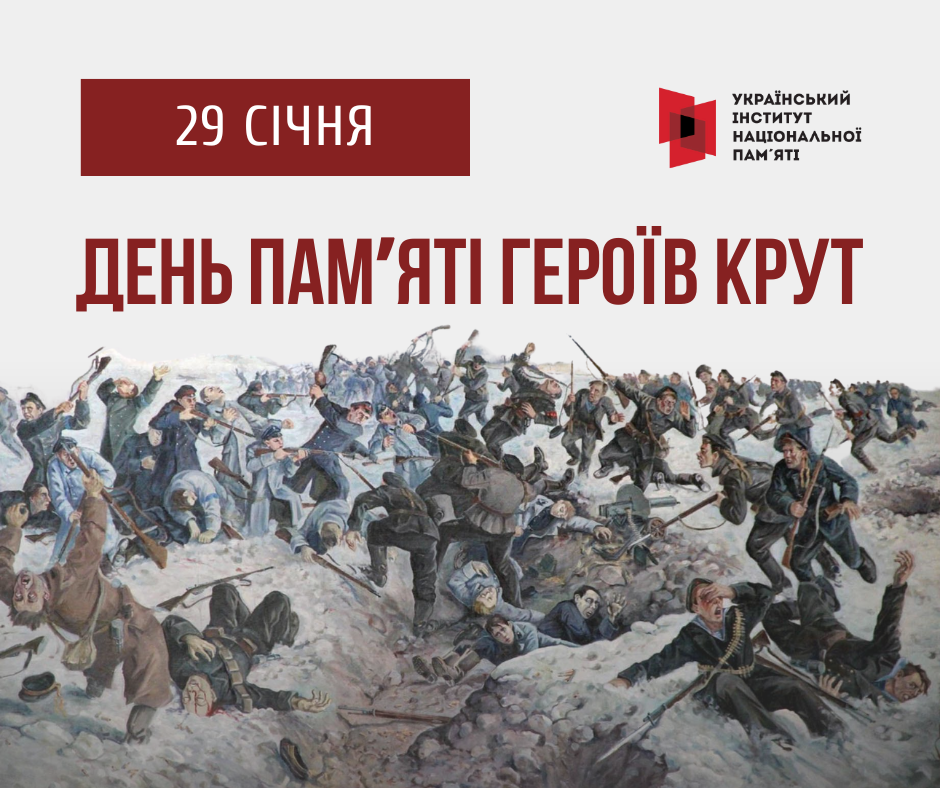 29 СІЧНЯ
УКРАЇНСЬКИЙ
ІНСТИТУТ
НАЦІОНАЛЬНОЇ
ПАМ´ЯТІ
ДЕНЬ ПАМ’ЯТІ ГЕРОЇВ КРУТ